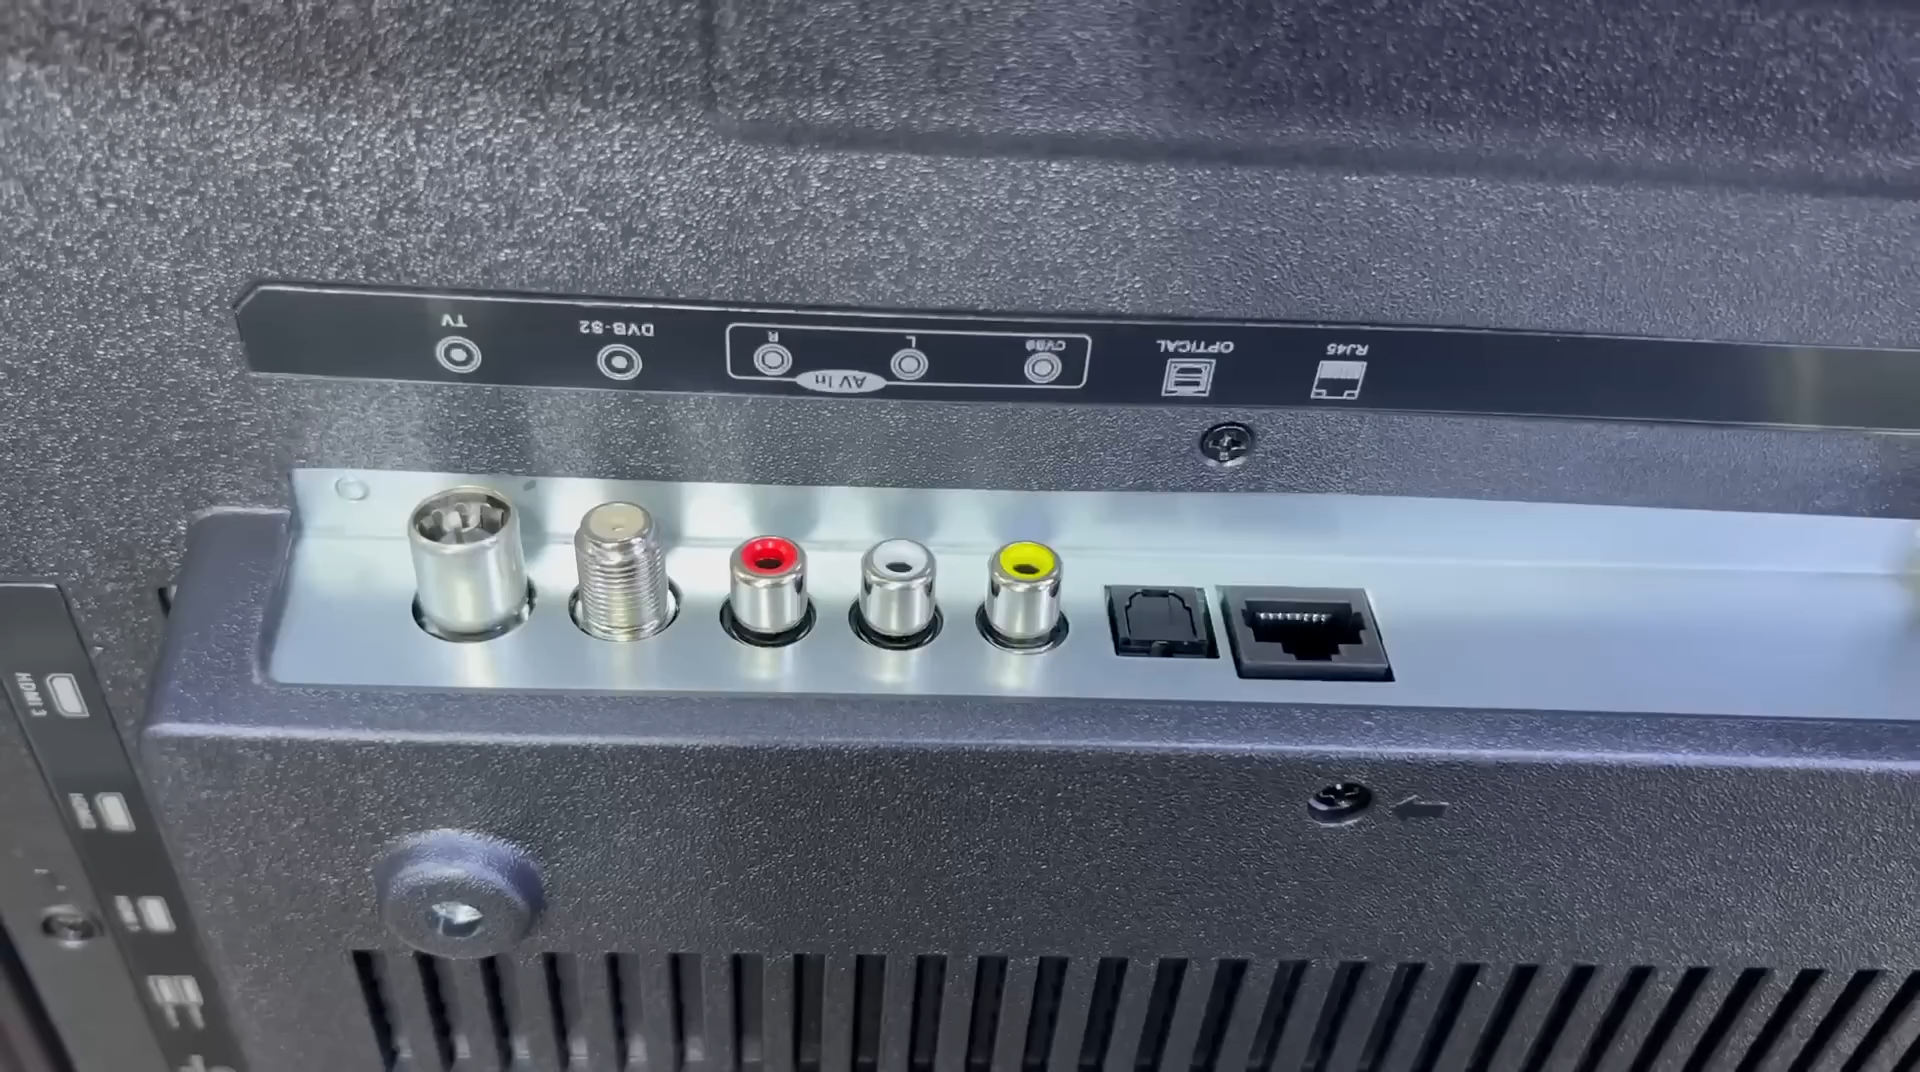 TV
DVB-S2
R
L
CVBS
AV In
OPTICAL
RJ45
HDMI 3